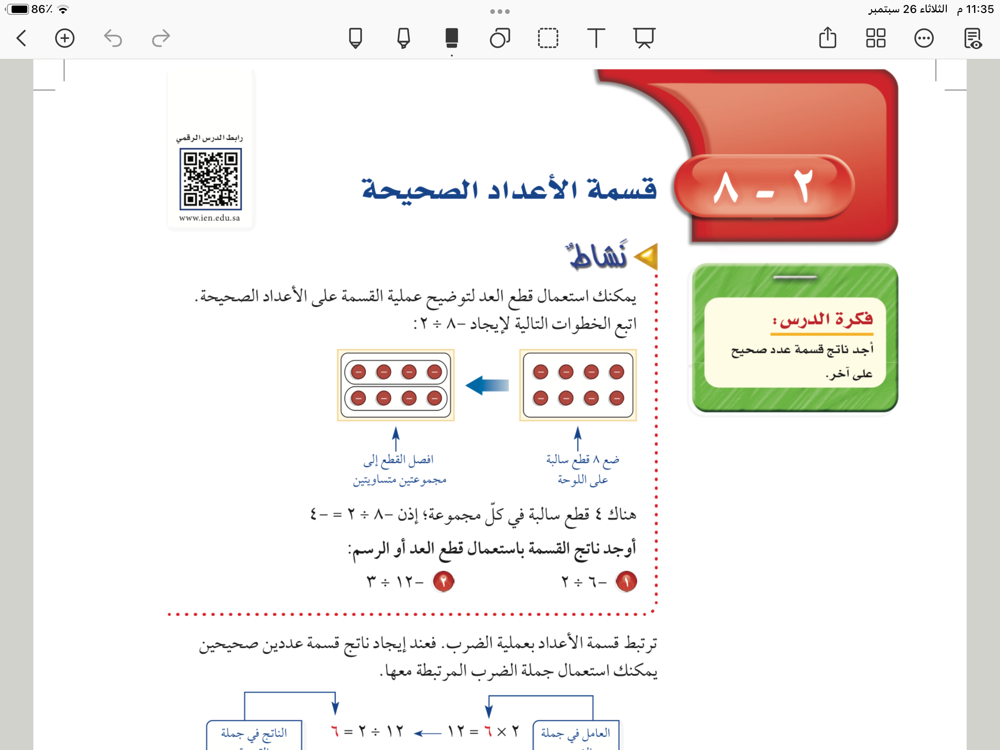 11:35 م الثلاثاء 26 سبتمبر
86٪
٢ - ٨
قسمة الأعداد الصحيحة
رابط الدرس الرقمي
www.ien.edu.sa
فكرة الدرس:
أجد ناتج قسمة عدد صحيح
على آخر.
نَشاطٌ
يمكنك استعمال قطع العد لتوضيح عملية القسمة على الأعداد الصحيحة.
اتبع الخطوات التالية لإيجاد –٨ ÷ ٢:
ضع ٨ قطع سالبة
على اللوحة
افصل القطع إلى
مجموعتين متساويتين
هناك ٤ قطع سالبة في كلّ مجموعة؛ إذن –٨ ÷ ٢ = –٤
أوجد ناتج القسمة باستعمال قطع العد أو الرسم:
١ –٦ ÷ ٢
٢ –١٢ ÷ ٣
ترتبط قسمة الأعداد بعملية الضرب. فعند إيجاد ناتج قسمة عددين صحيحين
يمكنك استعمال جملة الضرب المرتبطة معها.
العامل في جملة
٢ × ٦ = ١٢ ← ١٢ ÷ ٢ = ٦
الناتج في جملة